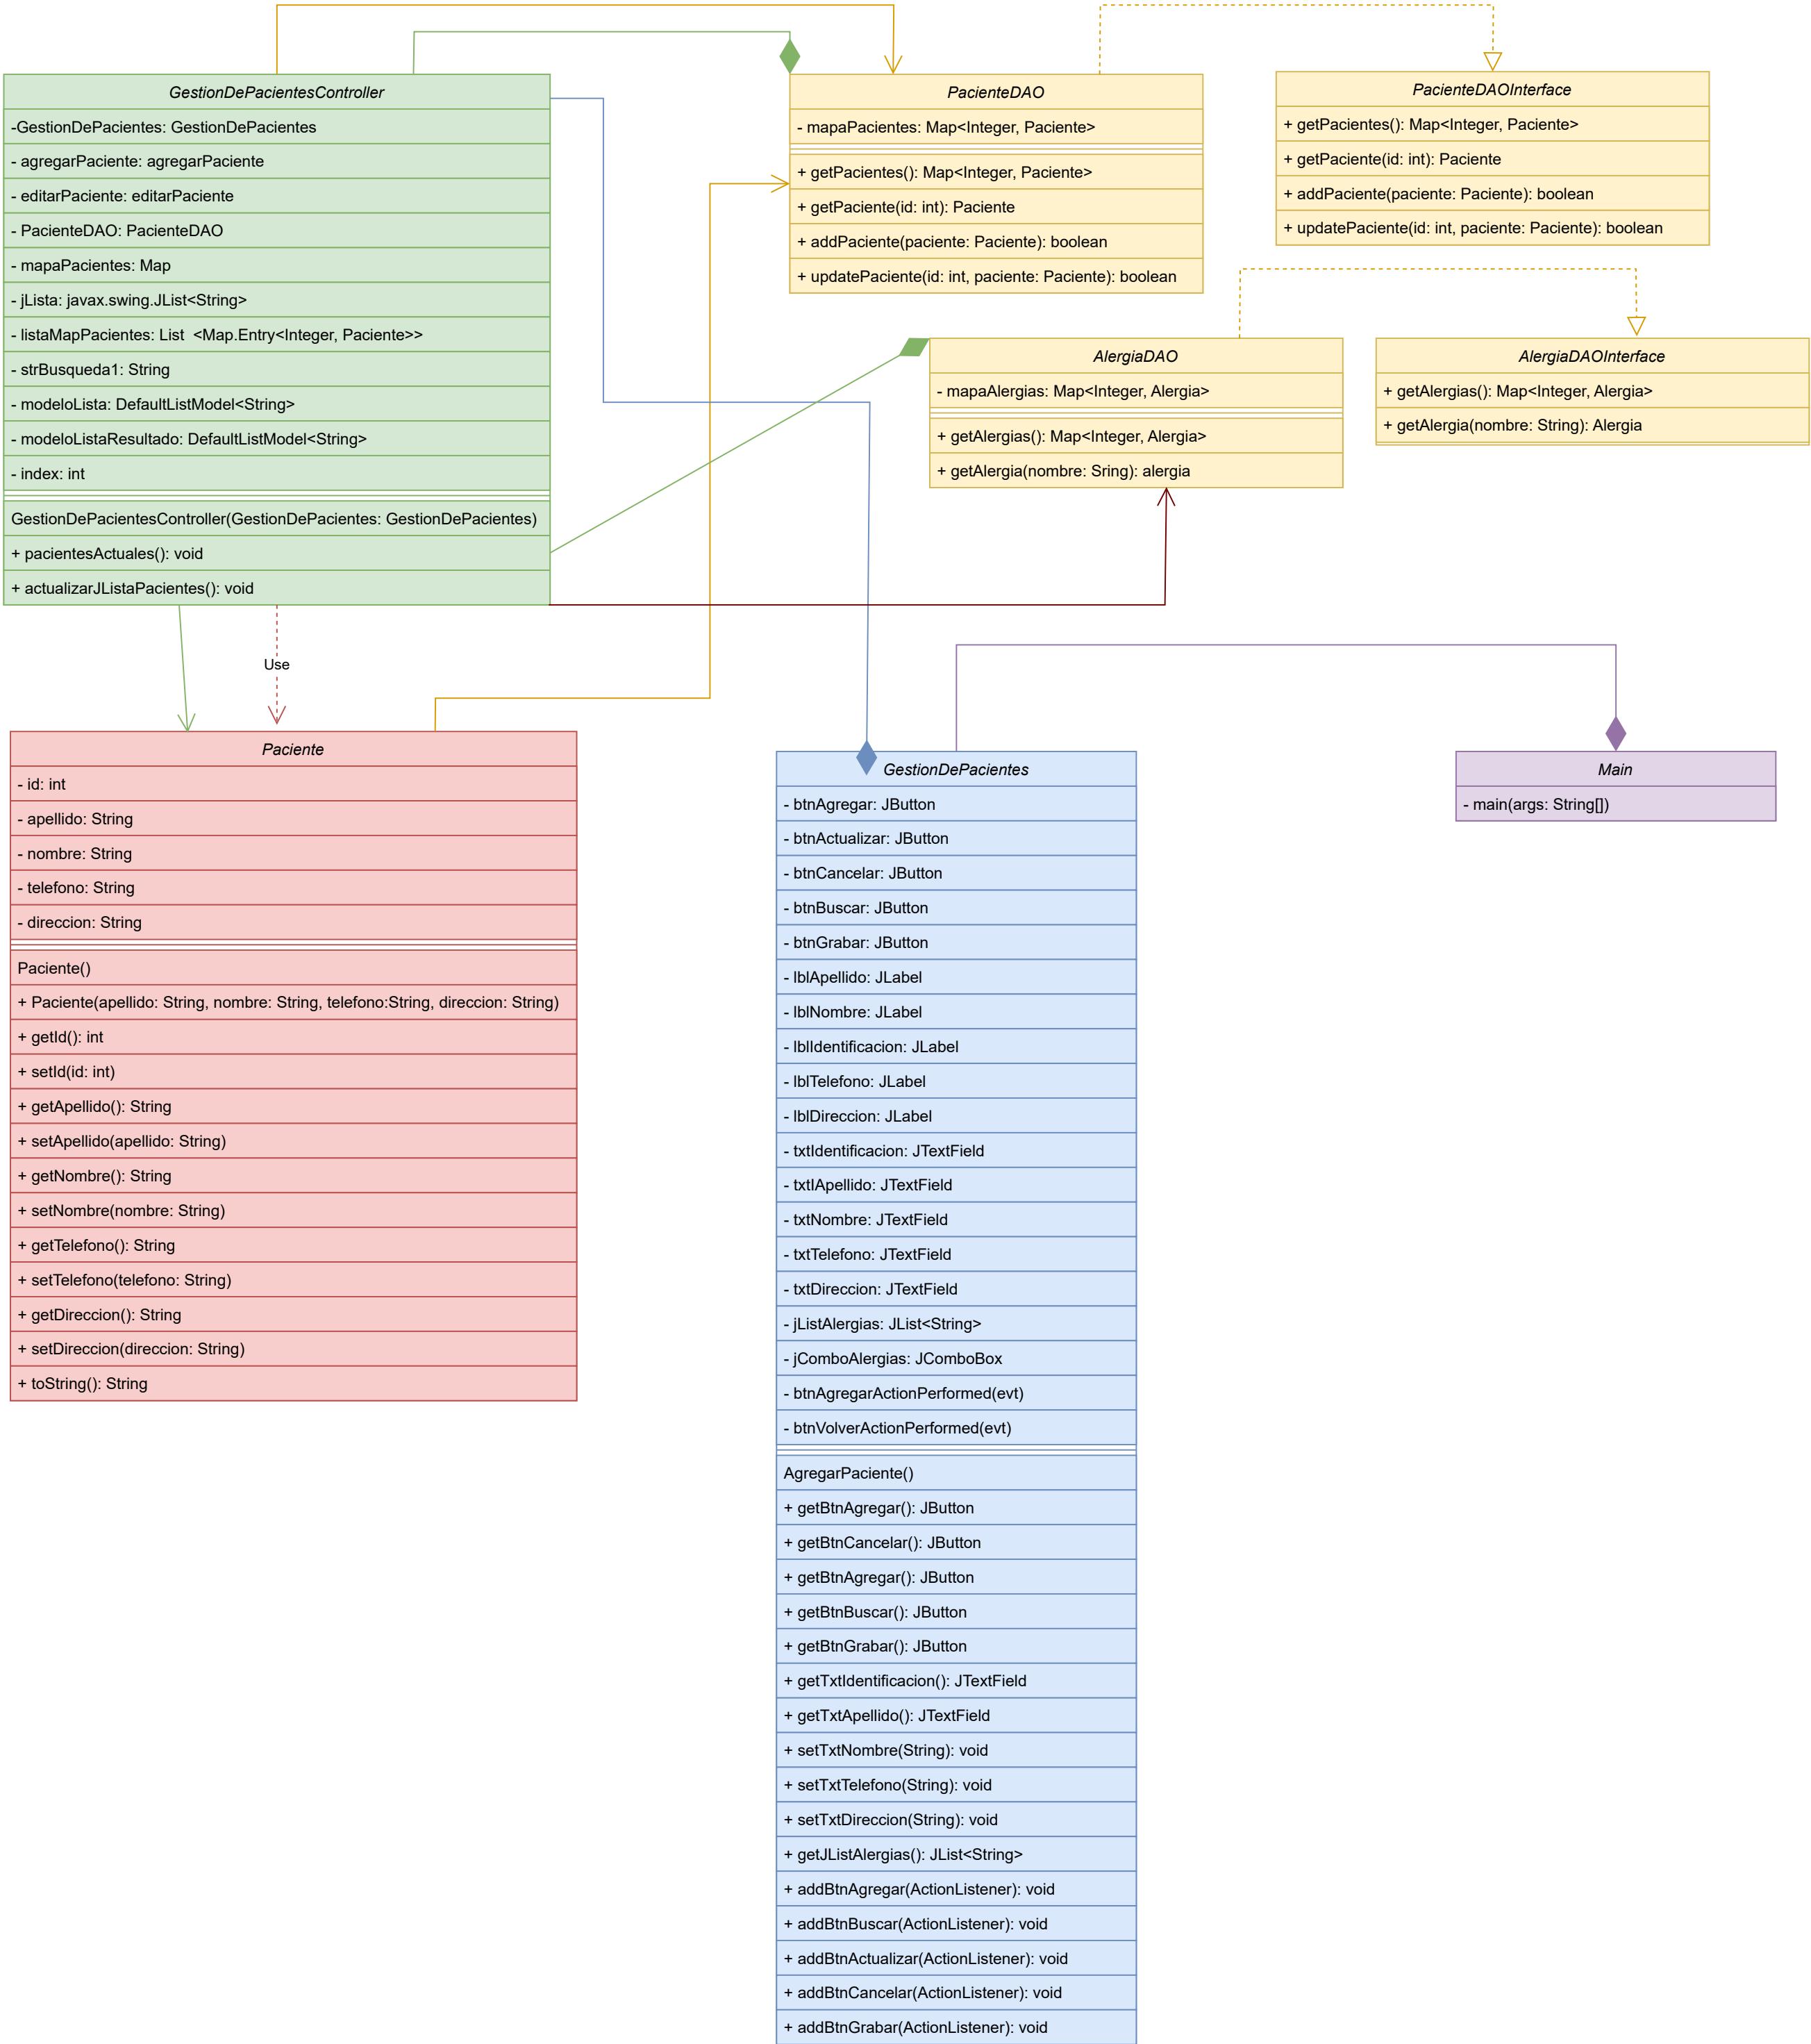 GestionDePacientesController
-GestionDePacientes: GestionDePacientes
- agregarPaciente: agregarPaciente
- editarPaciente: editarPaciente
- PacienteDAO: PacienteDAO
- mapaPacientes: Map
- jLista: javax.swing.JList<String>
- listaMapPacientes: List  <Map.Entry<Integer, Paciente>>
- strBusqueda1: String
- modeloLista: DefaultListModel<String>
- modeloListaResultado: DefaultListModel<String>
- index: int
GestionDePacientesController(GestionDePacientes: GestionDePacientes)
+ pacientesActuales(): void
+ actualizarJListaPacientes(): void
PacienteDAO
- mapaPacientes: Map<Integer, Paciente>
+ getPacientes(): Map<Integer, Paciente>
+ getPaciente(id: int): Paciente
+ addPaciente(paciente: Paciente): boolean
+ updatePaciente(id: int, paciente: Paciente): boolean
PacienteDAOInterface
+ getPacientes(): Map<Integer, Paciente>
+ getPaciente(id: int): Paciente
+ addPaciente(paciente: Paciente): boolean
+ updatePaciente(id: int, paciente: Paciente): boolean
AlergiaDAO
- mapaAlergias: Map<Integer, Alergia>
+ getAlergias(): Map<Integer, Alergia>
+ getAlergia(nombre: Sring): alergia
AlergiaDAOInterface
+ getAlergias(): Map<Integer, Alergia>
+ getAlergia(nombre: String): Alergia
Use
Paciente
- id: int
- apellido: String
- nombre: String
- telefono: String
- direccion: String
Paciente()
+ Paciente(apellido: String, nombre: String, telefono:String, direccion: String)
+ getId(): int
+ setId(id: int)
+ getApellido(): String
+ setApellido(apellido: String)
+ getNombre(): String
+ setNombre(nombre: String)
+ getTelefono(): String
+ setTelefono(telefono: String)
+ getDireccion(): String
+ setDireccion(direccion: String)
+ toString(): String
GestionDePacientes
- btnAgregar: JButton
- btnActualizar: JButton
- btnCancelar: JButton
- btnBuscar: JButton
- btnGrabar: JButton
- lblApellido: JLabel
- lblNombre: JLabel
- lblIdentificacion: JLabel
- lblTelefono: JLabel
- lblDireccion: JLabel
- txtIdentificacion: JTextField
- txtIApellido: JTextField
- txtNombre: JTextField
- txtTelefono: JTextField
- txtDireccion: JTextField
- jListAlergias: JList<String>
- jComboAlergias: JComboBox
- btnAgregarActionPerformed(evt)
- btnVolverActionPerformed(evt)
AgregarPaciente()
+ getBtnAgregar(): JButton
+ getBtnCancelar(): JButton
+ getBtnAgregar(): JButton
+ getBtnBuscar(): JButton
+ getBtnGrabar(): JButton
+ getTxtIdentificacion(): JTextField
+ getTxtApellido(): JTextField
+ setTxtNombre(String): void
+ setTxtTelefono(String): void
+ setTxtDireccion(String): void
+ getJListAlergias(): JList<String>
+ addBtnAgregar(ActionListener): void
+ addBtnBuscar(ActionListener): void
+ addBtnActualizar(ActionListener): void
+ addBtnCancelar(ActionListener): void
+ addBtnGrabar(ActionListener): void
Main
- main(args: String[])